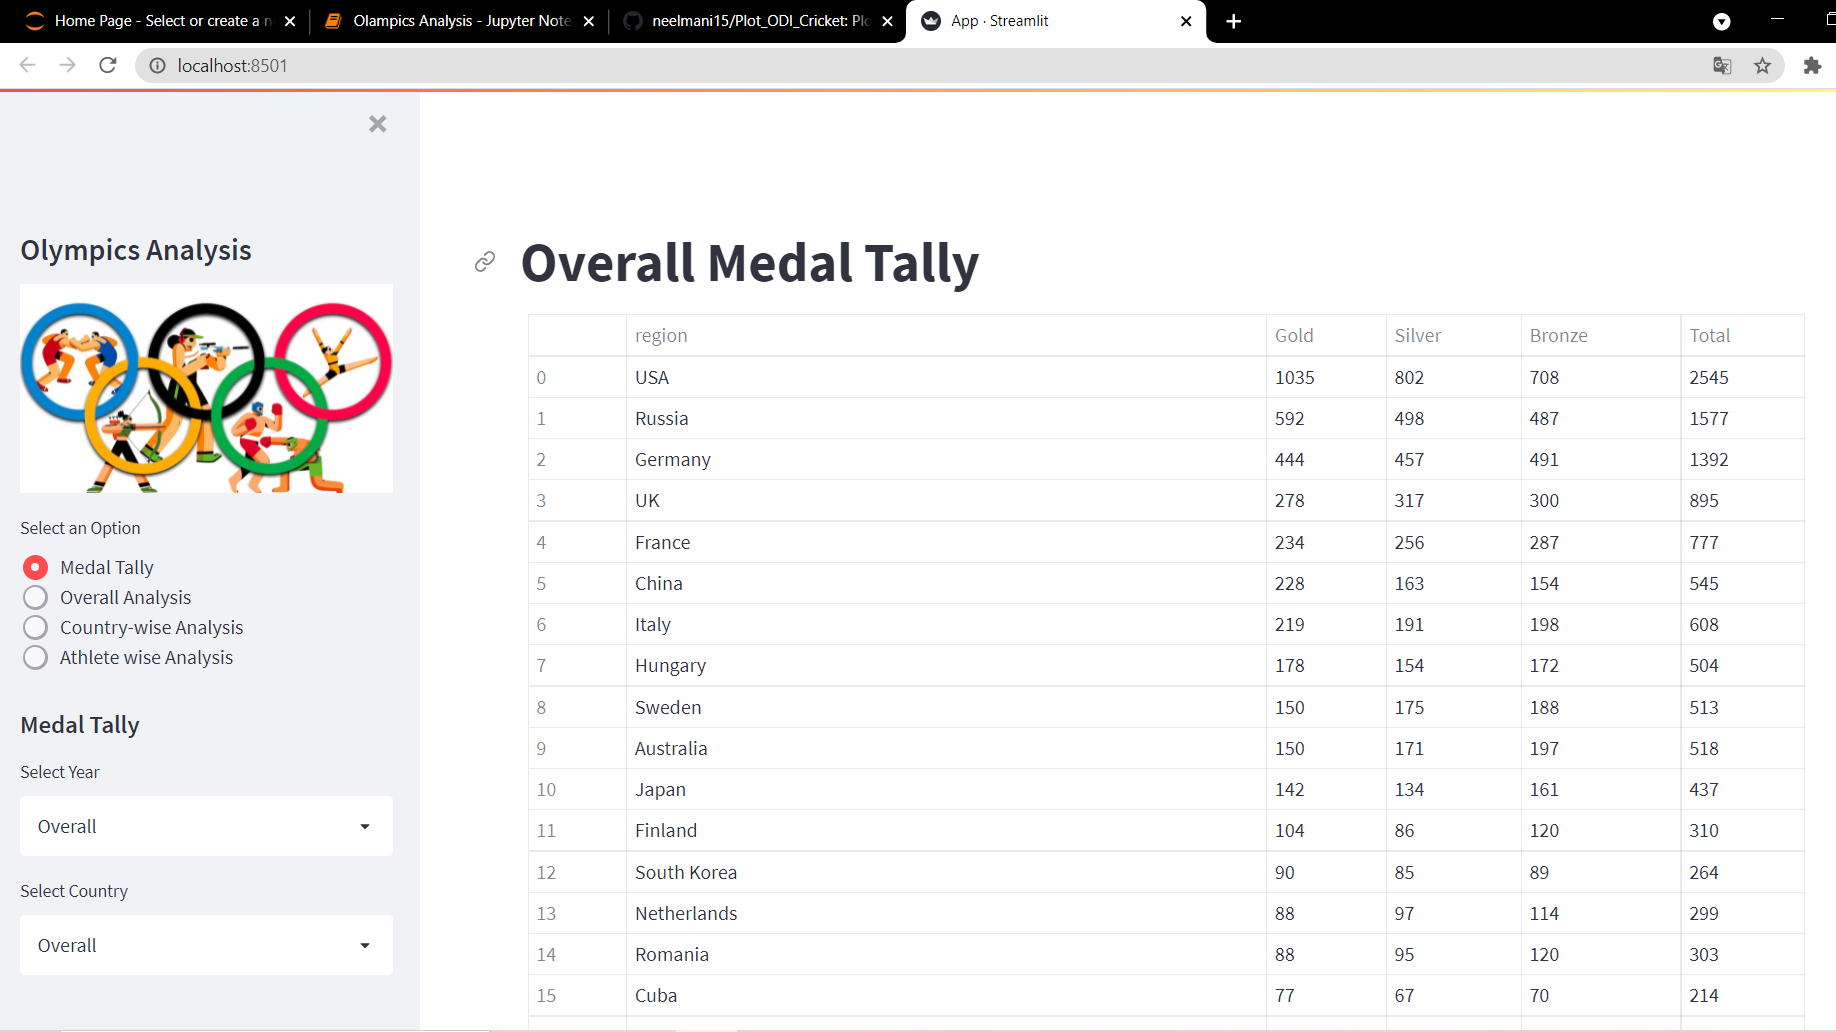 Home Page - Select or create a n
Olampics Analysis - Jupyter Note
neelmani15/Plot_ODI_Cricket: Plo
App · Streamlit
localhost:8501
Olympics Analysis
Select an Option
Medal Tally
Overall Analysis
Country-wise Analysis
Athlete wise Analysis
Medal Tally
Select Year
Overall
Select Country
Overall
Overall Medal Tally
region Gold Silver Bronze Total
0 USA 1035 802 708 2545
1 Russia 592 498 487 1577
2 Germany 444 457 491 1392
3 UK 278 317 300 895
4 France 234 256 287 777
5 China 228 163 154 545
6 Italy 219 191 198 608
7 Hungary 178 154 172 504
8 Sweden 150 175 188 513
9 Australia 150 171 197 518
10 Japan 142 134 161 437
11 Finland 104 86 120 310
12 South Korea 90 85 89 264
13 Netherlands 88 97 114 299
14 Romania 88 95 120 303
15 Cuba 77 67 70 214